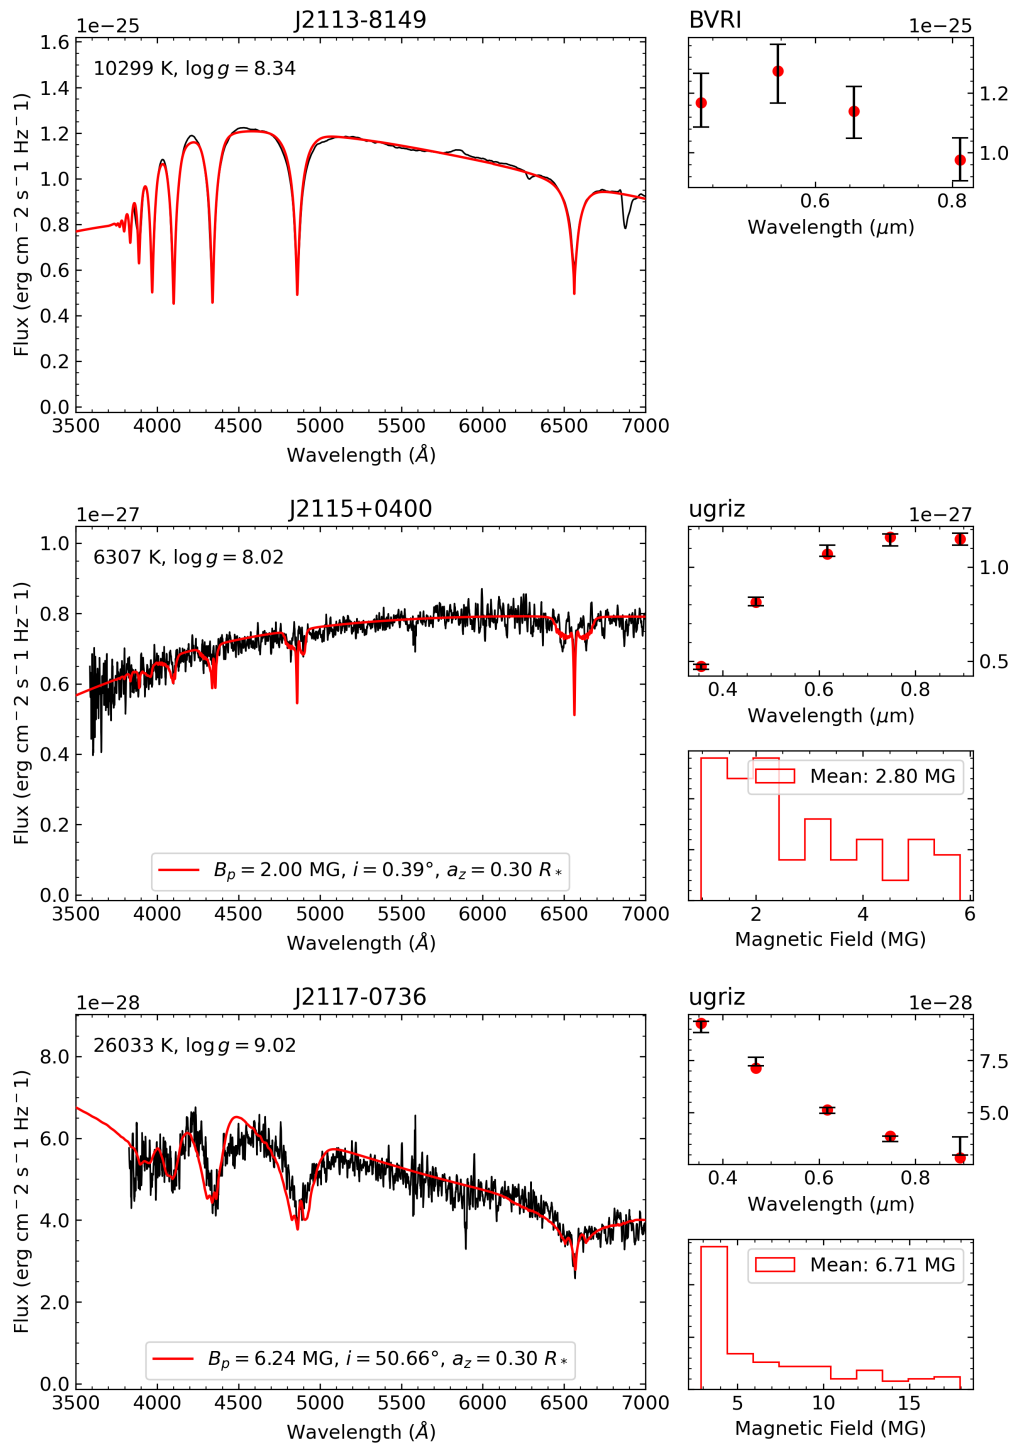 J2113-8149
1e−25
10299 K, log g = 8.34
Flux (erg cm−2 s−1 Hz−1)
1.6
1.4
1.2
1.0
0.8
0.6
0.4
0.2
0.0
3500 4000 4500 5000 5500 6000 6500 7000
Wavelength (Å)
BVRI
1e−25
1.2
1.0
0.6 0.8
Wavelength (μm)
J2115+0400
1e−27
6307 K, log g = 8.02
Flux (erg cm−2 s−1 Hz−1)
1.0
0.8
0.6
0.4
0.2
0.0
B_p = 2.00 MG, i = 0.39°, a_z = 0.30 R_*
3500 4000 4500 5000 5500 6000 6500 7000
Wavelength (Å)
ugriz
1e−27
1.0
0.5
0.4 0.6 0.8
Wavelength (μm)
Mean: 2.80 MG
2 4 6
Magnetic Field (MG)
J2117-0736
1e−28
26033 K, log g = 9.02
Flux (erg cm−2 s−1 Hz−1)
8.0
6.0
4.0
2.0
0.0
B_p = 6.24 MG, i = 50.66°, a_z = 0.30 R_*
3500 4000 4500 5000 5500 6000 6500 7000
Wavelength (Å)
ugriz
1e−28
7.5
5.0
0.4 0.6 0.8
Wavelength (μm)
Mean: 6.71 MG
5 10 15
Magnetic Field (MG)